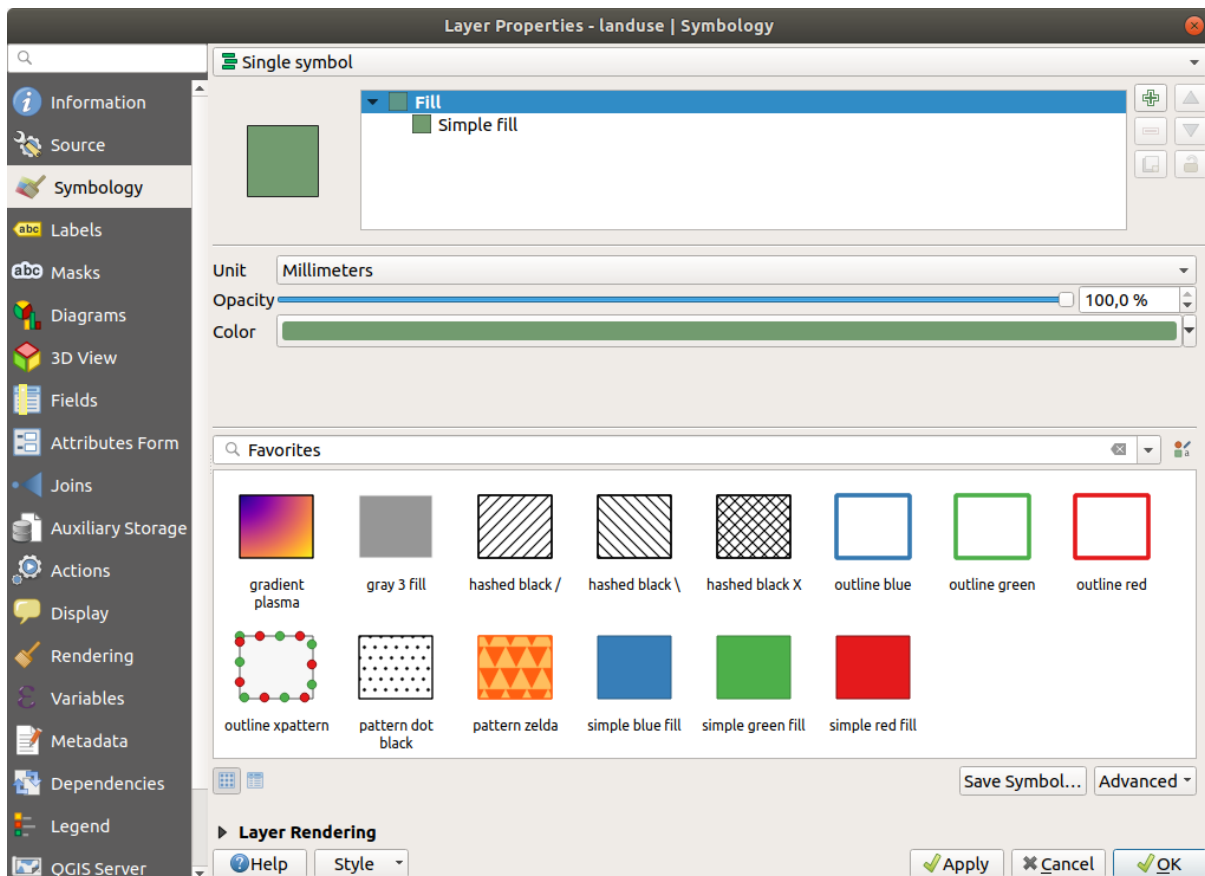 Layer Properties - landuse | Symbology
Single symbol
Information
Source
Symbology
abc Labels
abc Masks
Diagrams
3D View
Fields
Attributes Form
Joins
Auxiliary Storage
Actions
Display
Rendering
Variables
Metadata
Dependencies
Legend
QGIS Server
Fill
Simple fill
Unit Millimeters
Opacity 100,0 %
Color
Favorites
gradient plasma
gray 3 fill
hashed black /
hashed black \
hashed black X
outline blue
outline green
outline red
outline xpattern
pattern dot black
pattern zelda
simple blue fill
simple green fill
simple red fill
Save Symbol... Advanced
Layer Rendering
Help Style Apply Cancel OK